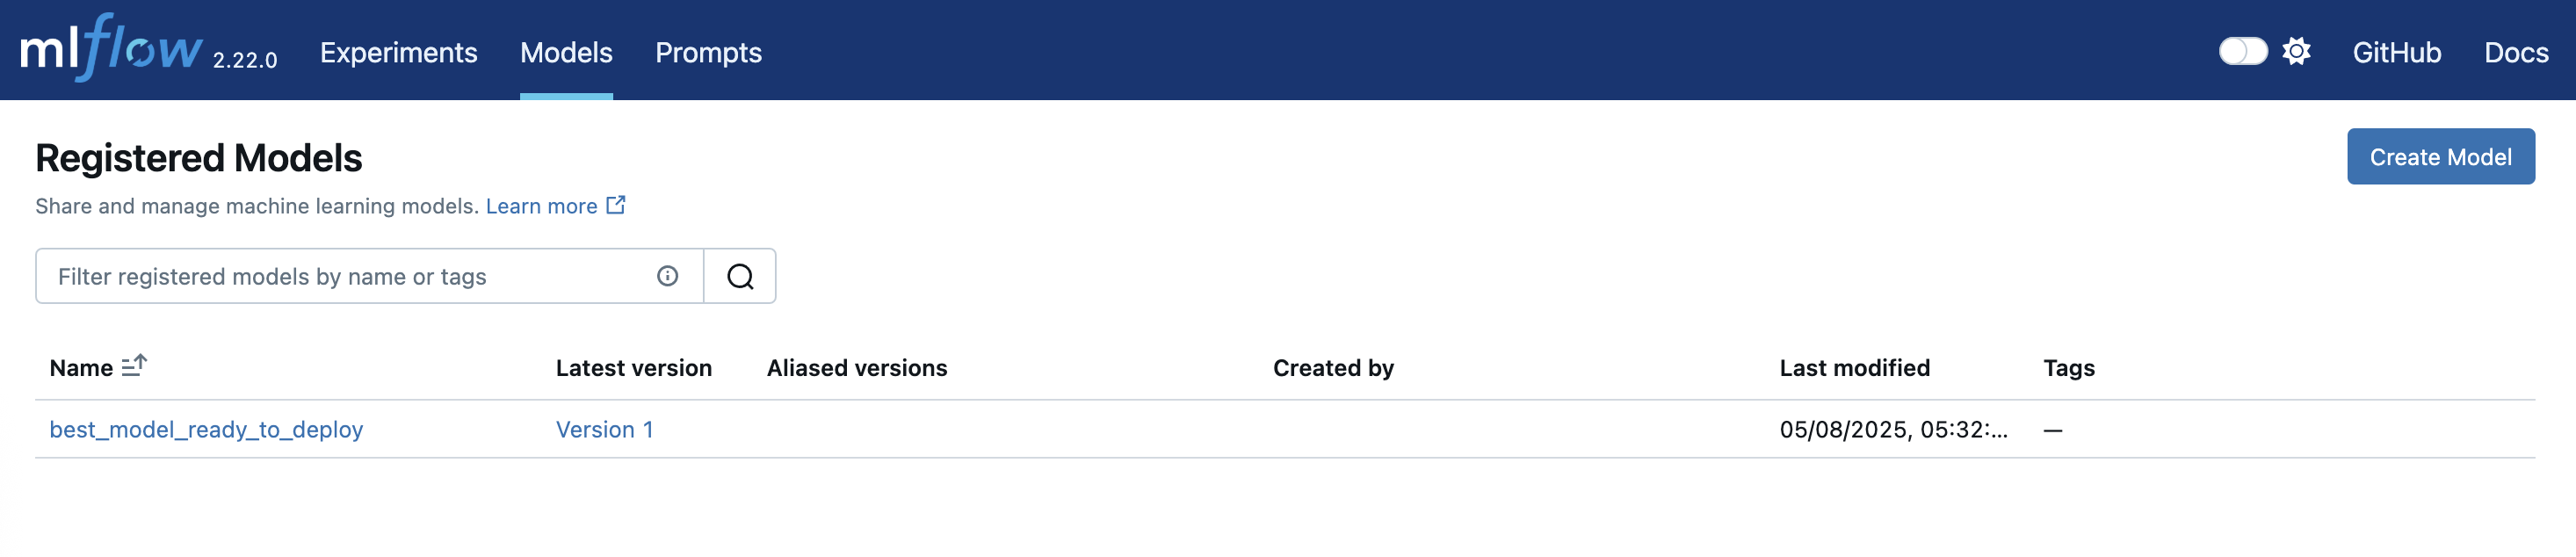 mlflow 2.22.0 Experiments Models Prompts GitHub Docs
Registered Models
Create Model
Share and manage machine learning models. Learn more
Filter registered models by name or tags
Name Latest version Aliased versions Created by Last modified Tags
best_model_ready_to_deploy Version 1 05/08/2025, 05:32:... —